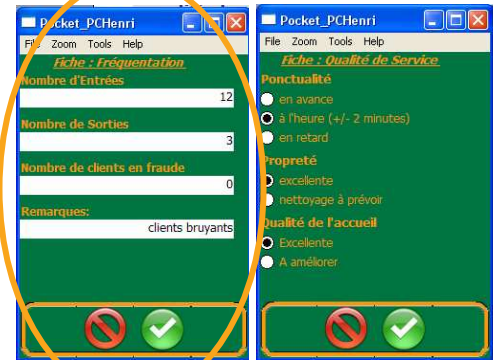 Pocket_PCHenri
File Zoom Tools Help
Fiche : Fréquentation
Nombre d'Entrées
12
Nombre de Sorties
3
Nombre de clients en fraude
0
Remarques:
clients bruyants
Pocket_PCHenri
File Zoom Tools Help
Fiche : Qualité de Service
Ponctualité
en avance
à l'heure (+/- 2 minutes)
en retard
Propreté
excellente
nettoyage à prévoir
Qualité de l'accueil
Excellente
A améliorer